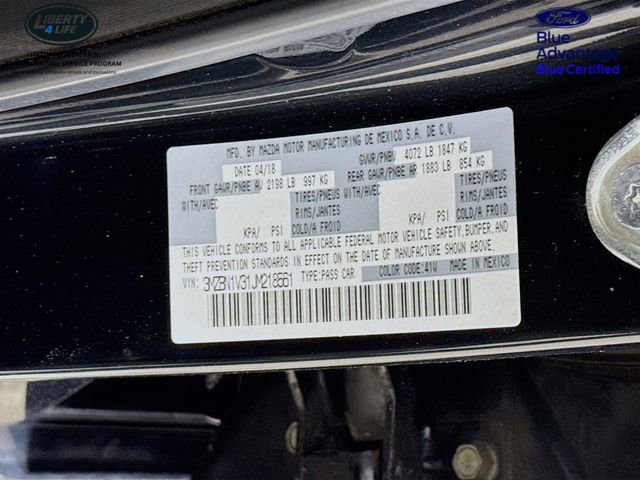 LIBERTY
4 LIFE
Ford
Blue
Advantage
Blue Certified
MFD. BY MAZDA MOTOR MANUFACTURING DE MEXICO S.A. DE C.V.
DATE 04/18 GVWR/PNBV 4072 LB 1847 KG
FRONT GAWR/PNBE AV 2198 LB 997 KG REAR GAWR/PNBE AR 1883 LB 854 KG
WITH/AVEC TIRES/PNEUS WITH/AVEC TIRES/PNEUS
RIMS/JANTES RIMS/JANTES
KPA/ PSI COLD/A FROID KPA/ PSI COLD/A FROID
THIS VEHICLE CONFORMS TO ALL APPLICABLE FEDERAL MOTOR VEHICLE SAFETY, BUMPER, AND
THEFT PREVENTION STANDARDS IN EFFECT ON THE DATE OF MANUFACTURE SHOWN ABOVE.
VIN: 3MZBN1V31JM218561 TYPE:PASS CAR COLOR CODE:41W MADE IN MEXICO